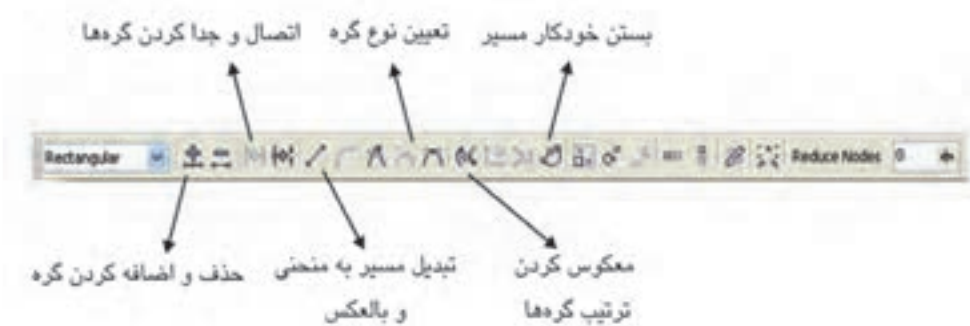 بستن خودکار مسیر
تعیین نوع گره
اتصال و جدا کردن گره‌ها
Rectangular
Reduce Nodes 0
حذف و اضافه کردن گره
تبدیل مسیر به منحنی
و بالعکس
معکوس کردن
ترتیب گره‌ها